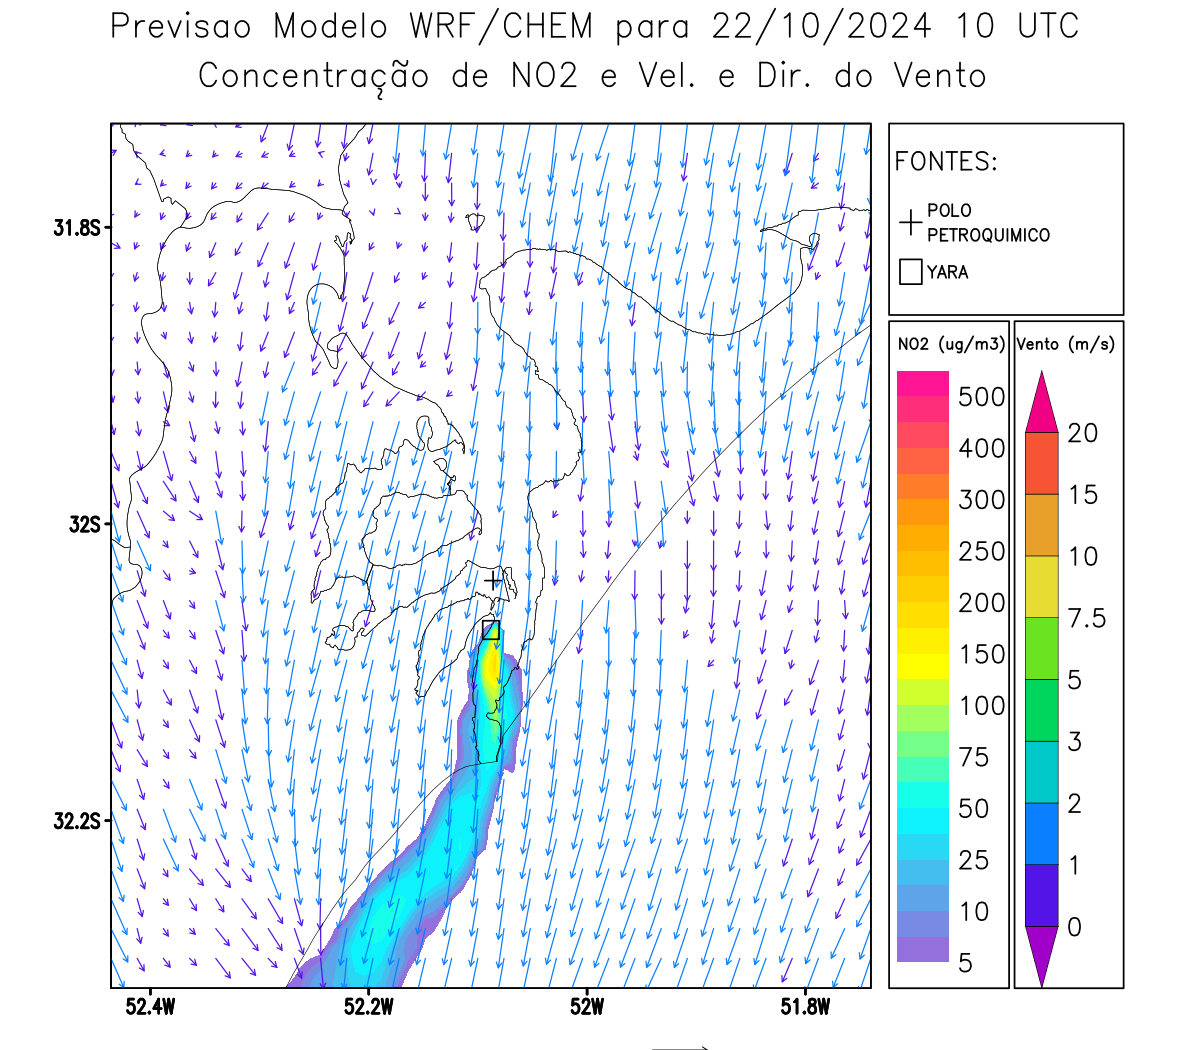 Previsao Modelo WRF/CHEM para 22/10/2024 10 UTC
Concentração de NO2 e Vel. e Dir. do Vento
FONTES:
POLO
PETROQUIMICO
YARA
NO2 (ug/m3)
500
400
300
250
200
150
100
75
50
25
10
5
Vento (m/s)
20
15
10
7.5
5
3
2
1
0
31.8S
32S
32.2S
52.4W
52.2W
52W
51.8W